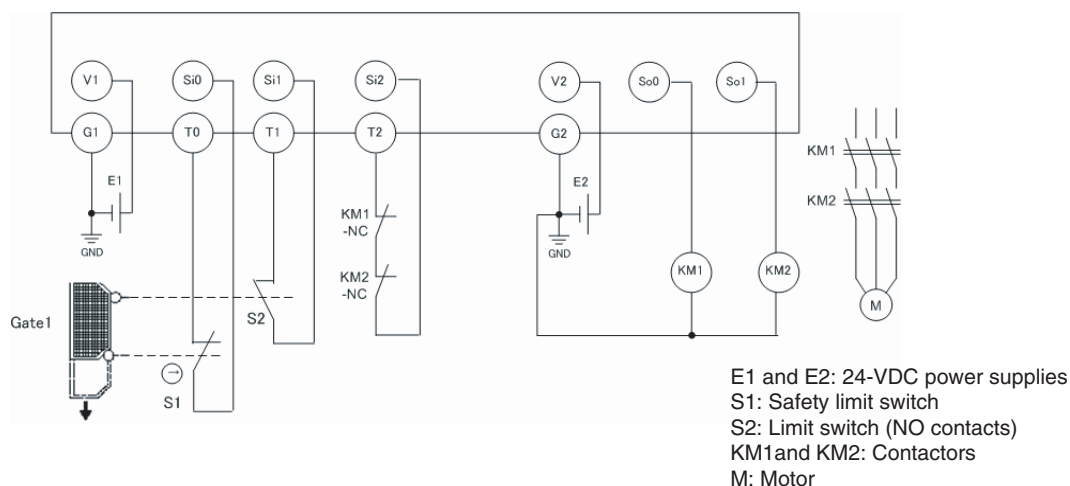 V1 Si0 Si1 Si2 V2 So0 So1
G1 T0 T1 T2 G2
E1 E2
KM1
KM2
KM1
-NC
GND GND
KM2
-NC
KM1 KM2
M
Gate1
S2
S1
E1 and E2: 24-VDC power supplies
S1: Safety limit switch
S2: Limit switch (NO contacts)
KM1and KM2: Contactors
M: Motor